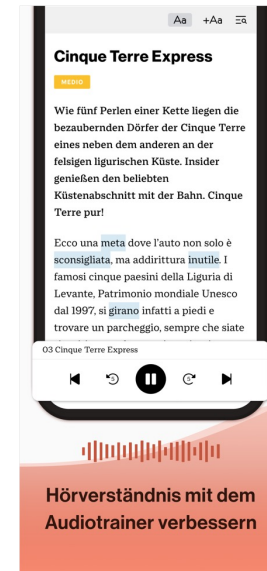 Aa +Aa
Cinque Terre Express
MEDIO
Wie fünf Perlen einer Kette liegen die
bezaubernden Dörfer der Cinque Terre
eines neben dem anderen an der
felsigen ligurischen Küste. Insider
genießen den beliebten
Küstenabschnitt mit der Bahn. Cinque
Terre pur!
Ecco una meta dove l'auto non solo è
sconsigliata, ma addirittura inutile. I
famosi cinque paesini della Liguria di
Levante, Patrimonio mondiale Unesco
dal 1997, si girano infatti a piedi e
trovare un parcheggio, sempre che siate
03 Cinque Terre Express
Hörverständnis mit dem
Audiotrainer verbessern